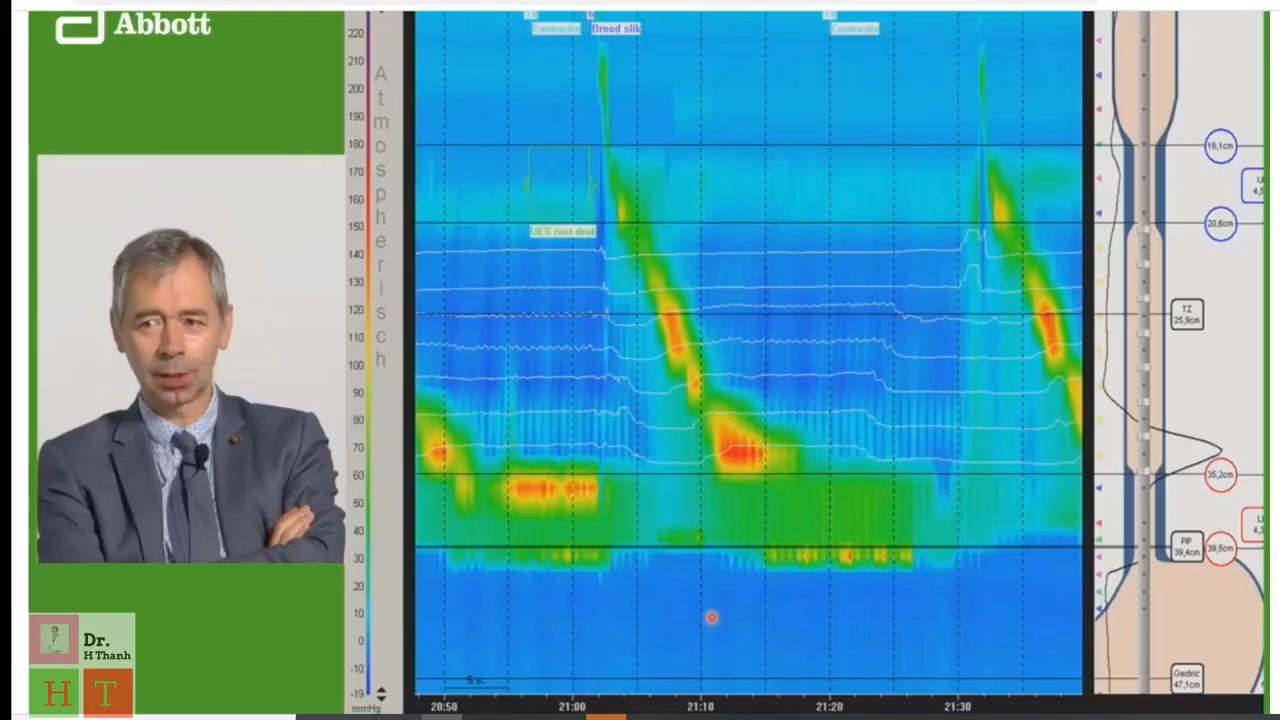 Abbott
220
210
200
190
180
170
160
150
140
130
120
110
100
90
80
70
60
50
40
30
20
10
0
-10
-19
mmHg
Atmospherisch
Brood slik
UES rust druk
5 s.
20:50
21:00
21:10
21:20
21:30
16,1cm
20,6cm
TZ
25,9cm
35,2cm
PP
39,4cm
39,5cm
Gastric
47,1cm
Dr.
H Thanh
H T